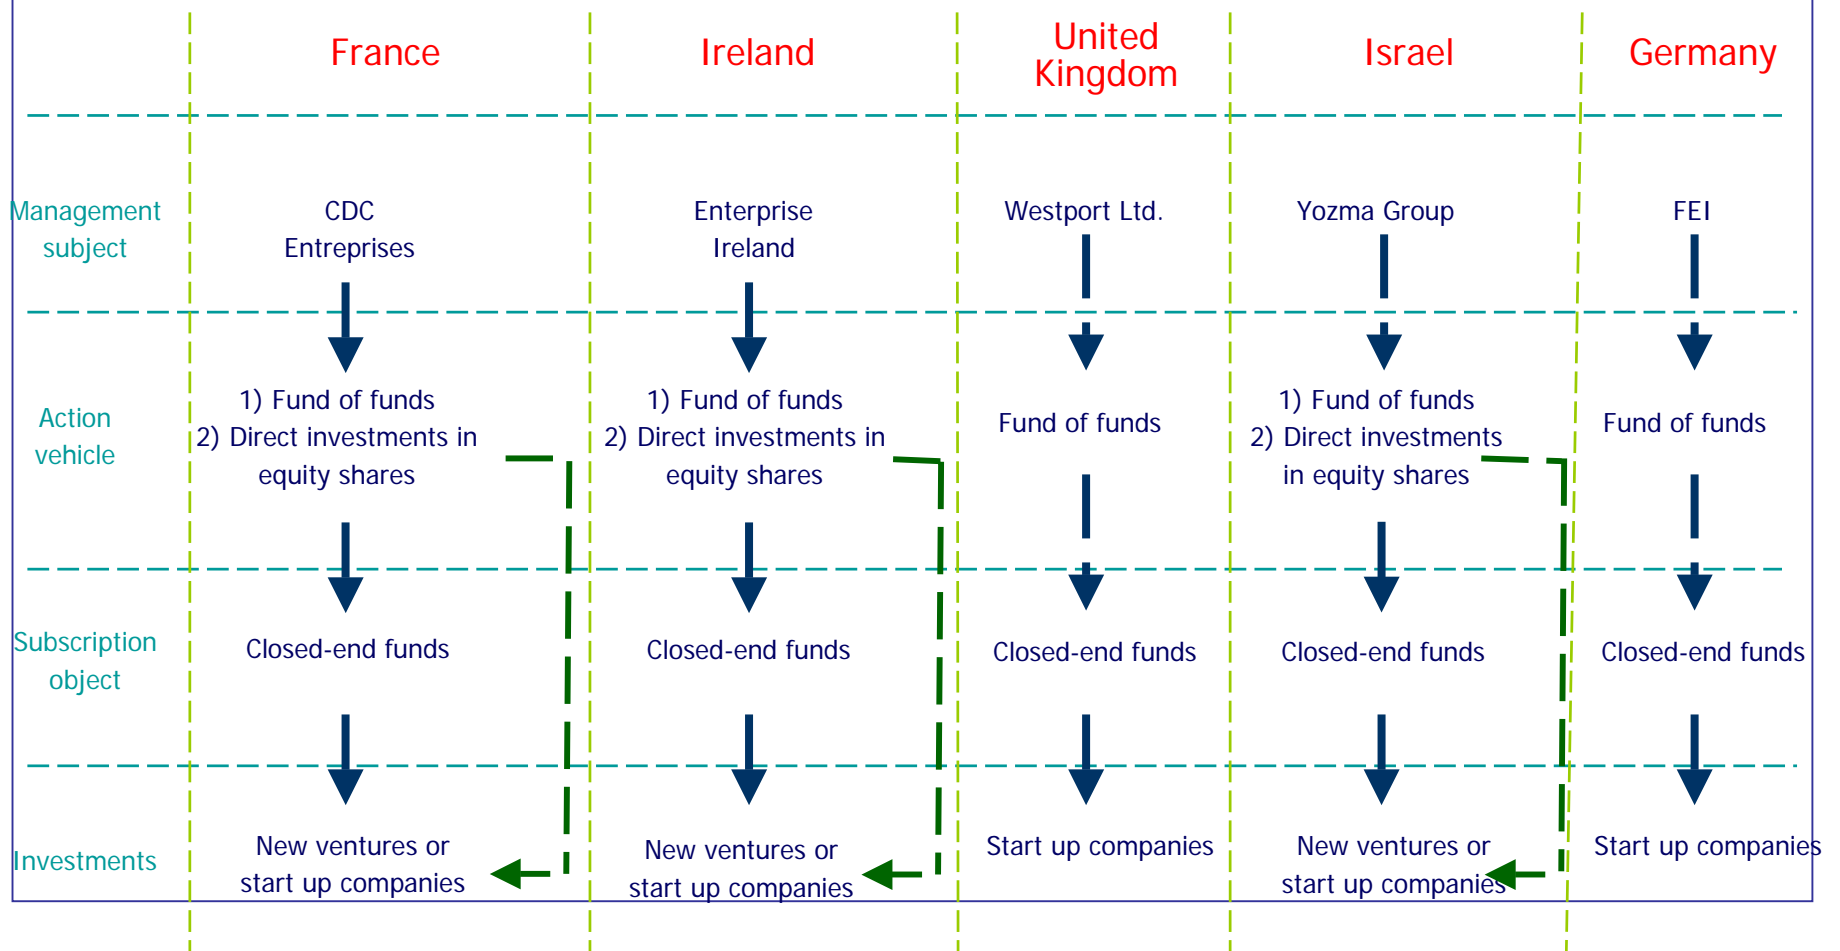 France
Ireland
United
Kingdom
Israel
Germany
Management
subject
CDC
Entreprises
Enterprise
Ireland
Westport Ltd.
Yozma Group
FEI
Action
vehicle
1) Fund of funds
2) Direct investments in
equity shares
1) Fund of funds
2) Direct investments in
equity shares
Fund of funds
1) Fund of funds
2) Direct investments
in equity shares
Fund of funds
Subscription
object
Closed-end funds
Closed-end funds
Closed-end funds
Closed-end funds
Closed-end funds
Investments
New ventures or
start up companies
New ventures or
start up companies
Start up companies
New ventures or
start up companies
Start up companies